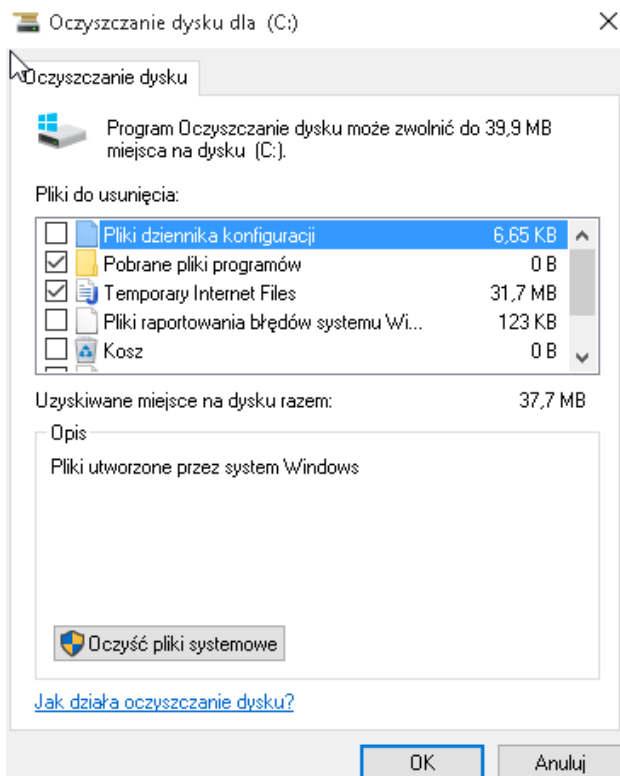 Oczyszczanie dysku dla (C:)
Oczyszczanie dysku
Program Oczyszczanie dysku może zwolnić do 39,9 MB
miejsca na dysku (C:).
Pliki do usunięcia:
Pliki dziennika konfiguracji 6,65 KB
Pobrane pliki programów 0 B
Temporary Internet Files 31,7 MB
Pliki raportowania błędów systemu Wi... 123 KB
Kosz 0 B
Uzyskiwane miejsce na dysku razem: 37,7 MB
Opis
Pliki utworzone przez system Windows
Oczyść pliki systemowe
Jak działa oczyszczanie dysku?
OK Anuluj